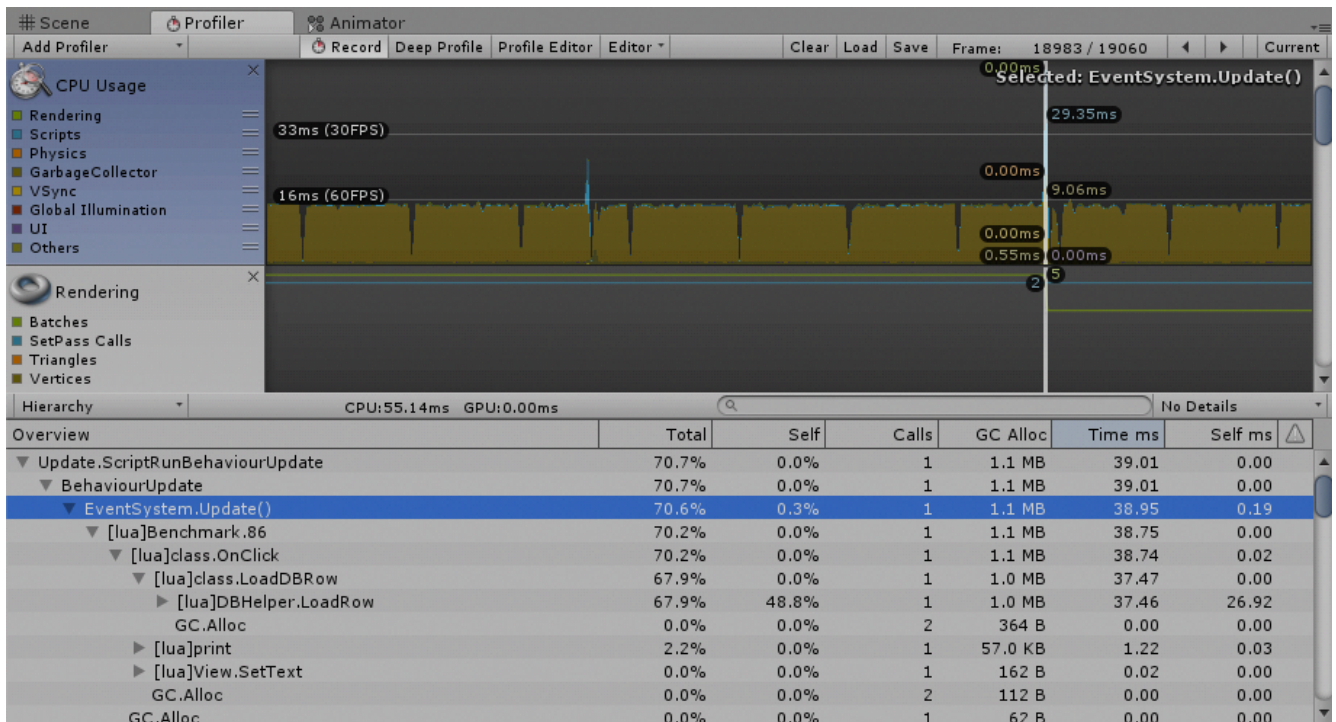 Scene Profiler Animator
Add Profiler Record Deep Profile Profile Editor Editor Clear Load Save Frame: 18983 / 19060 Current
CPU Usage
Rendering
Scripts
Physics
GarbageCollector
VSync
Global Illumination
UI
Others
33ms (30FPS)
16ms (60FPS)
0.00ms
Selected: EventSystem.Update()
29.35ms
0.00ms
9.06ms
0.00ms
0.55ms 0.00ms
Rendering
2 5
Batches
SetPass Calls
Triangles
Vertices
Hierarchy CPU:55.14ms GPU:0.00ms No Details
Overview Total Self Calls GC Alloc Time ms Self ms
Update.ScriptRunBehaviourUpdate 70.7% 0.0% 1 1.1 MB 39.01 0.00
BehaviourUpdate 70.7% 0.0% 1 1.1 MB 39.01 0.00
EventSystem.Update() 70.6% 0.3% 1 1.1 MB 38.95 0.19
[lua]Benchmark.86 70.2% 0.0% 1 1.1 MB 38.75 0.00
[lua]class.OnClick 70.2% 0.0% 1 1.1 MB 38.74 0.02
[lua]class.LoadDBRow 67.9% 0.0% 1 1.0 MB 37.47 0.00
[lua]DBHelper.LoadRow 67.9% 48.8% 1 1.0 MB 37.46 26.92
GC.Alloc 0.0% 0.0% 2 364 B 0.00 0.00
[lua]print 2.2% 0.0% 1 57.0 KB 1.22 0.03
[lua]View.SetText 0.0% 0.0% 1 162 B 0.02 0.00
GC.Alloc 0.0% 0.0% 2 112 B 0.00 0.00
GC.Alloc 0.0% 0.0% 1 62 B 0.00 0.00